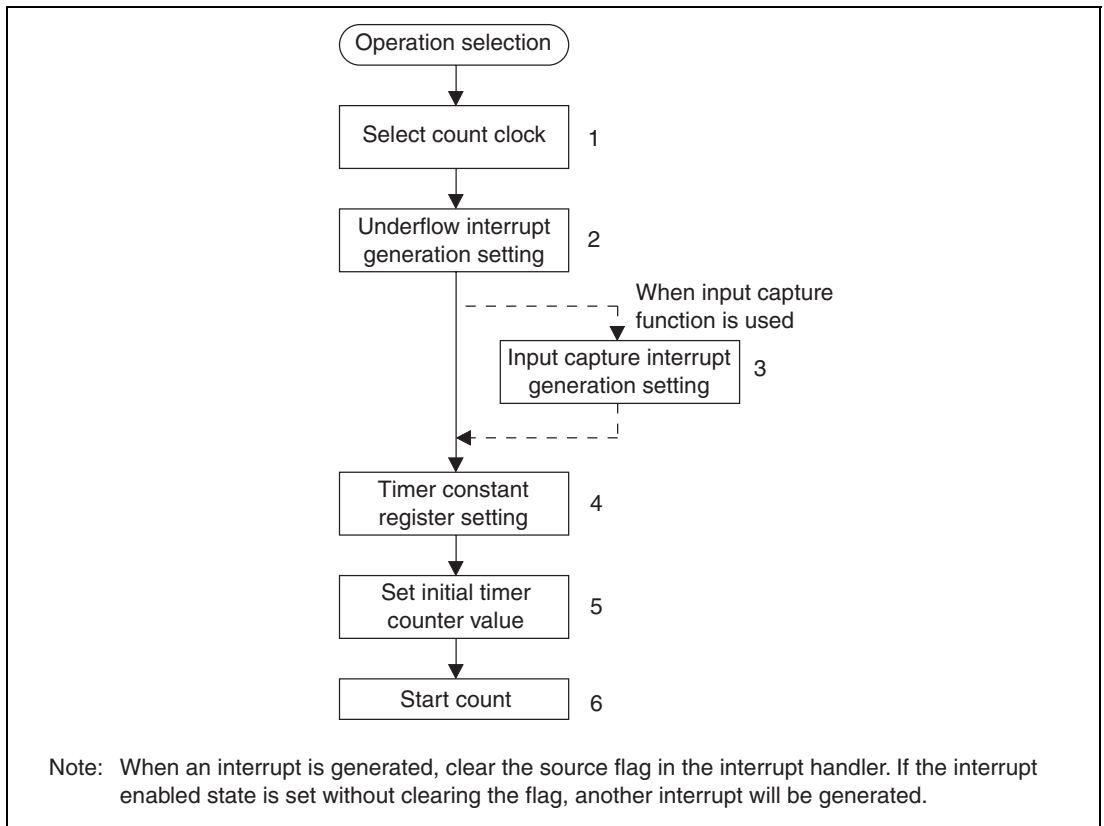 Operation selection
Select count clock
1
Underflow interrupt
generation setting
2
When input capture
function is used
Input capture interrupt
generation setting
3
Timer constant
register setting
4
Set initial timer
counter value
5
Start count
6
Note: When an interrupt is generated, clear the source flag in the interrupt handler. If the interrupt
enabled state is set without clearing the flag, another interrupt will be generated.